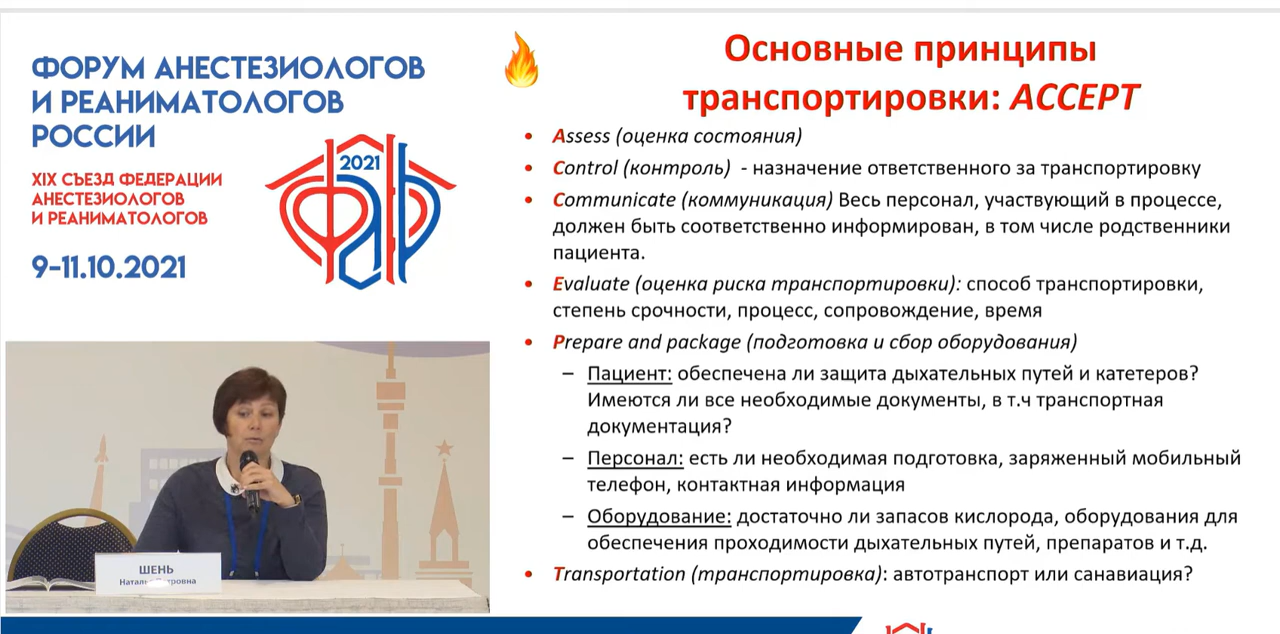 ФОРУМ АНЕСТЕЗИОЛОГОВ
И РЕАНИМАТОЛОГОВ
РОССИИ
XIX СЪЕЗД ФЕДЕРАЦИИ
АНЕСТЕЗИОЛОГОВ
И РЕАНИМАТОЛОГОВ
9-11.10.2021
2021
ФАР
ШЕНЬ
Основные принципы
транспортировки: ACCEPT
• Assess (оценка состояния)
• Control (контроль) - назначение ответственного за транспортировку
• Communicate (коммуникация) Весь персонал, участвующий в процессе,
должен быть соответственно информирован, в том числе родственники
пациента.
• Evaluate (оценка риска транспортировки): способ транспортировки,
степень срочности, процесс, сопровождение, время
• Prepare and package (подготовка и сбор оборудования)
– Пациент: обеспечена ли защита дыхательных путей и катетеров?
Имеются ли все необходимые документы, в т.ч транспортная
документация?
– Персонал: есть ли необходимая подготовка, заряженный мобильный
телефон, контактная информация
– Оборудование: достаточно ли запасов кислорода, оборудования для
обеспечения проходимости дыхательных путей, препаратов и т.д.
• Transportation (транспортировка): автотранспорт или санавиация?